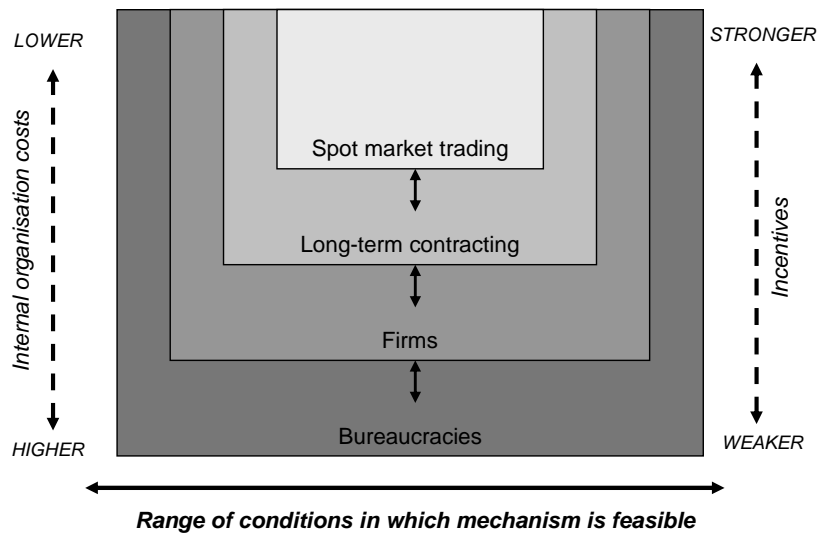 LOWER
STRONGER
Internal organisation costs
Spot market trading
Long-term contracting
Incentives
Firms
Bureaucracies
HIGHER
WEAKER
Range of conditions in which mechanism is feasible